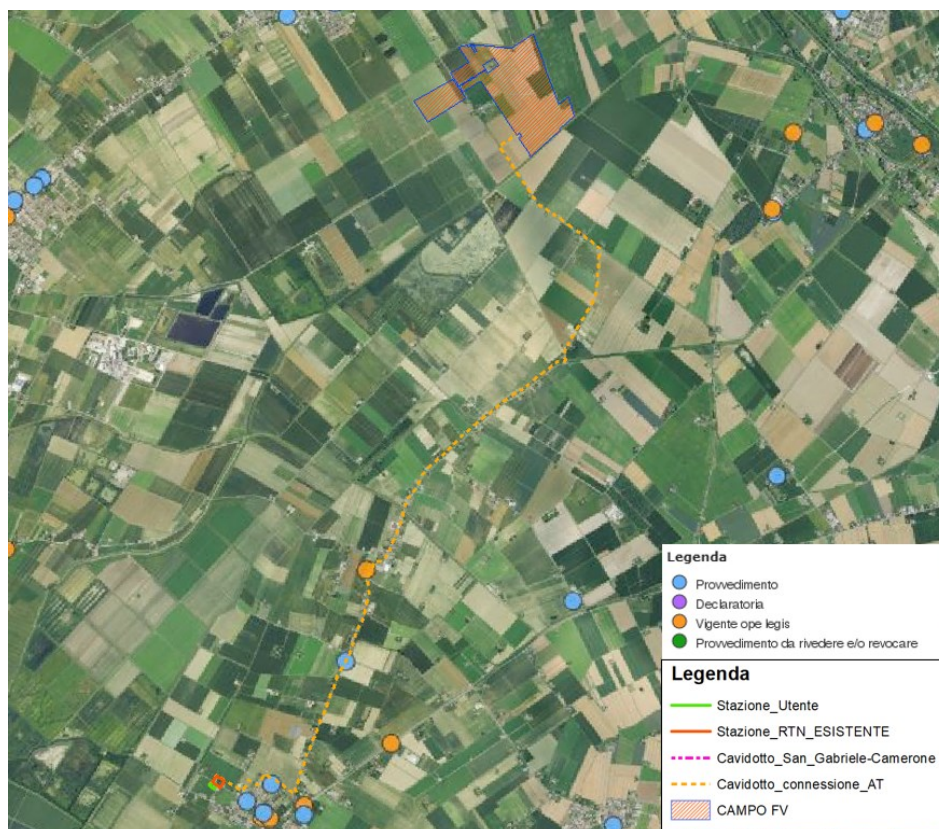 Legenda
Provvedimento
Declaratoria
Vigente ope legis
Provvedimento da rivedere e/o revocare
Legenda
Stazione_Utente
Stazione_RTN_ESISTENTE
Cavidotto_San_Gabriele-Camerone
Cavidotto_connessione_AT
CAMPO FV